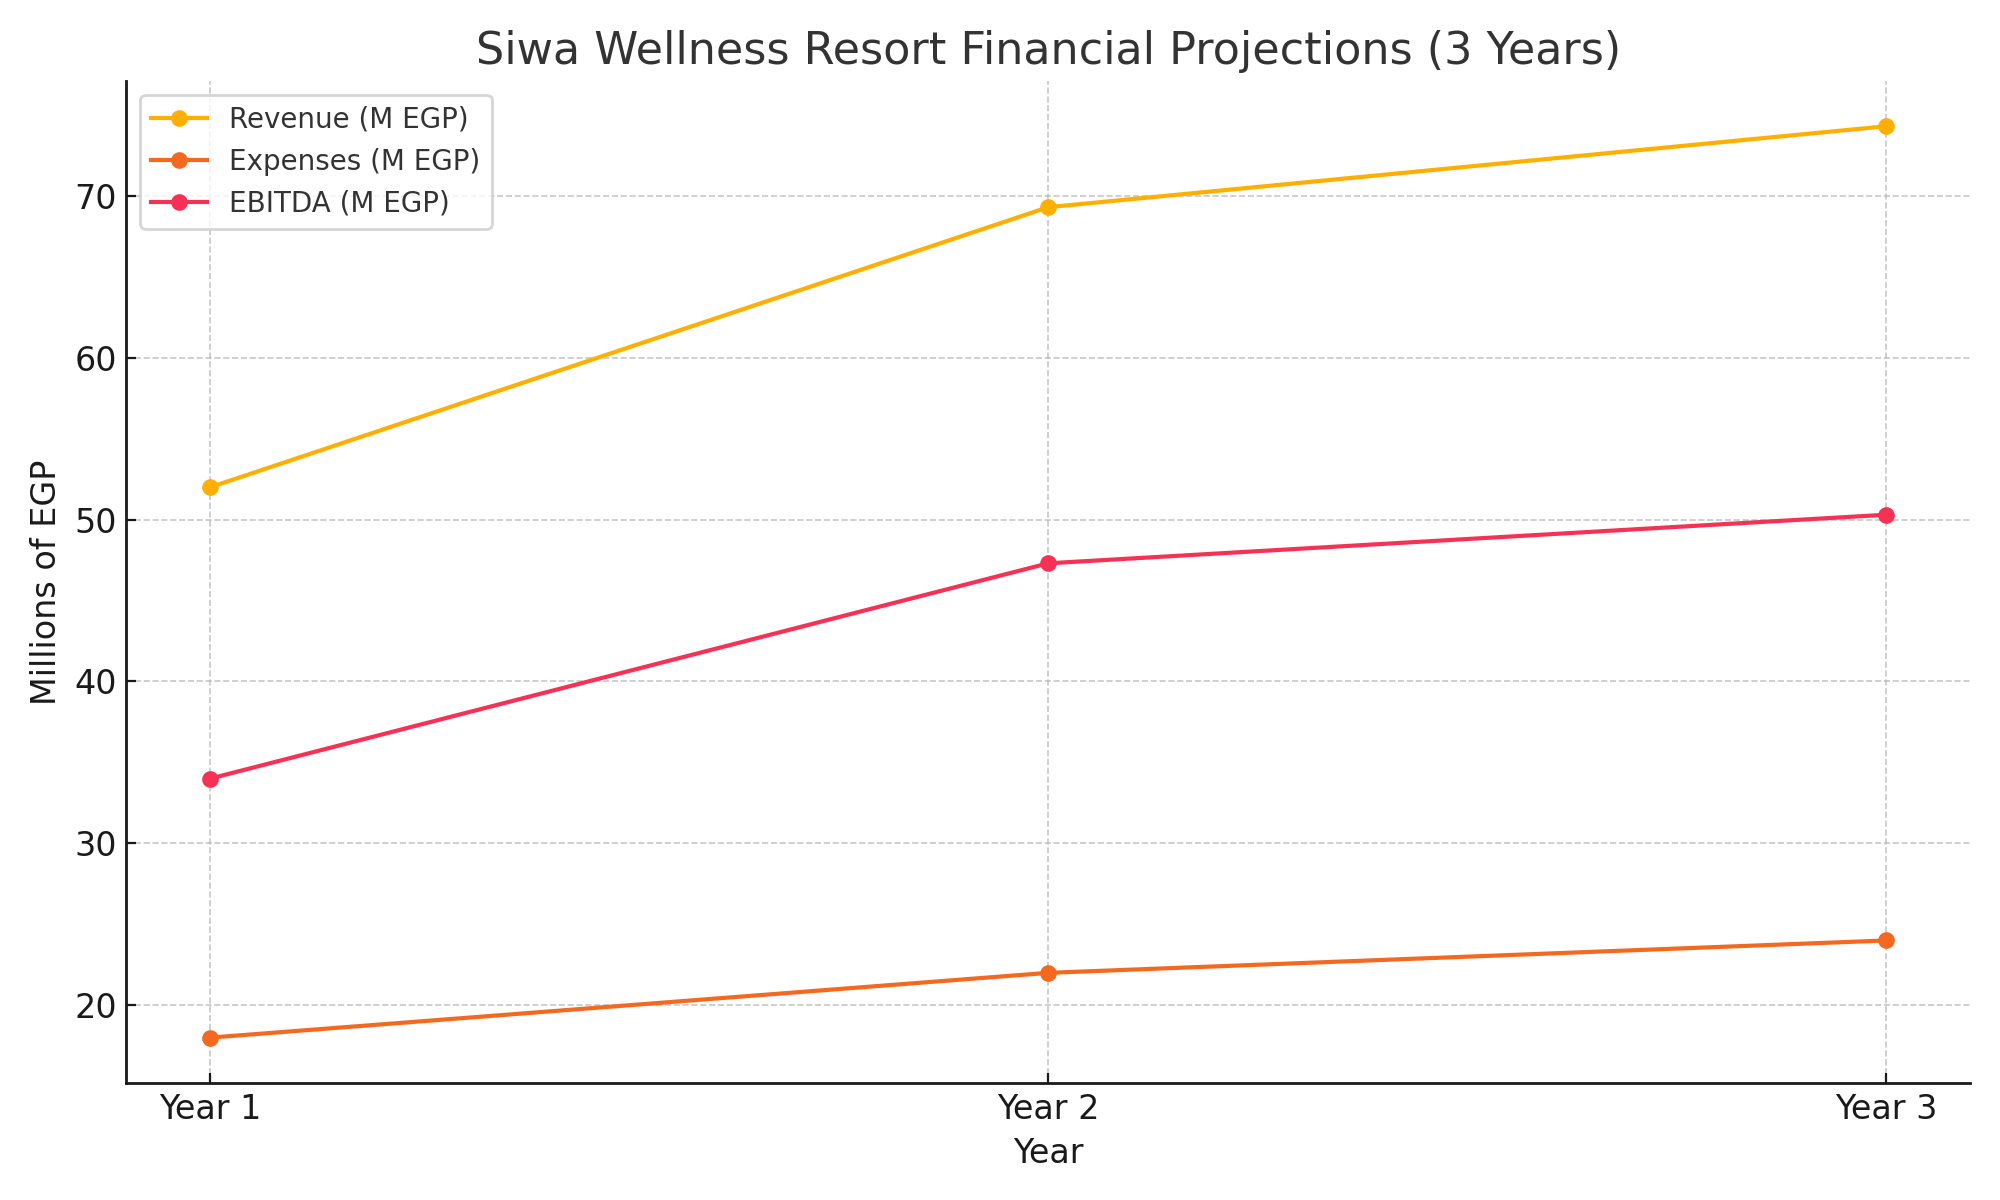 Siwa Wellness Resort Financial Projections (3 Years)
Revenue (M EGP)
Expenses (M EGP)
EBITDA (M EGP)
Millions of EGP
70
60
50
40
30
20
Year 1
Year 2
Year 3
Year